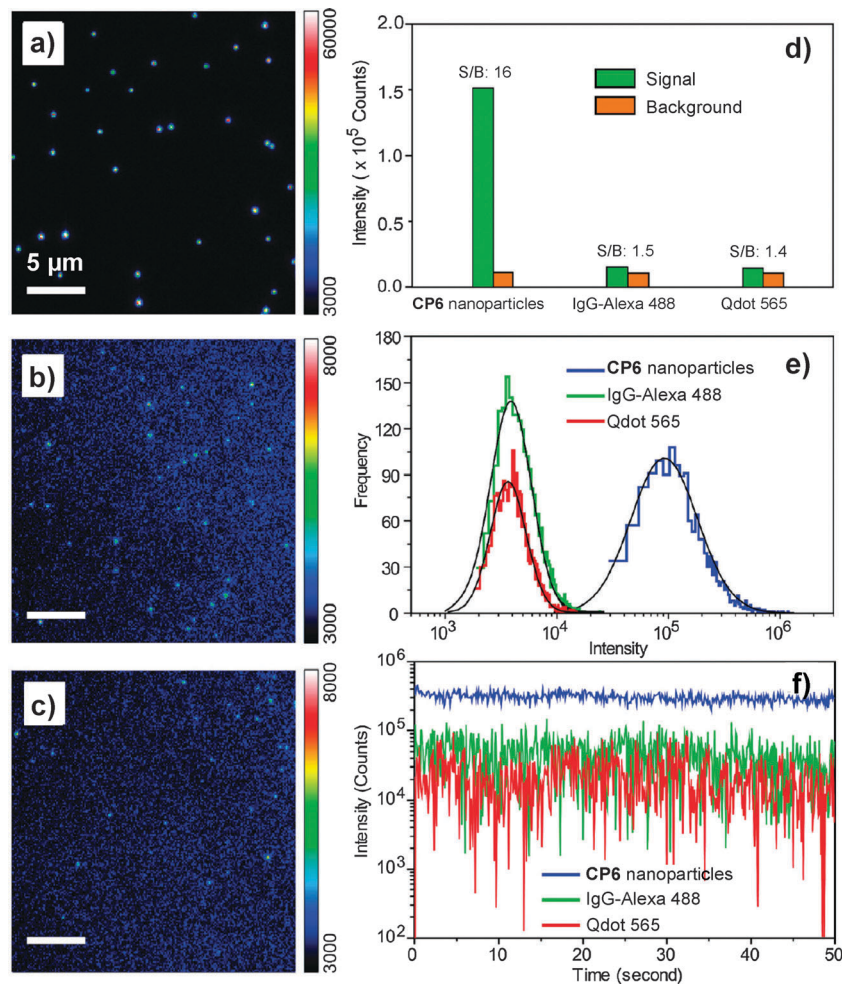 a)
5 µm
60000
3000
b)
8000
3000
c)
8000
3000
d)
Intensity ( x 10⁵ Counts)
2.0
1.5
1.0
0.5
0.0
S/B: 16
Signal
Background
S/B: 1.5
S/B: 1.4
CP6 nanoparticles
IgG-Alexa 488
Qdot 565
e)
Frequency
180
150
120
90
60
30
0
CP6 nanoparticles
IgG-Alexa 488
Qdot 565
10³
10⁴
10⁵
10⁶
Intensity
f)
Intensity (Counts)
10⁶
10⁵
10⁴
10³
10²
CP6 nanoparticles
IgG-Alexa 488
Qdot 565
0
10
20
30
40
50
Time (second)